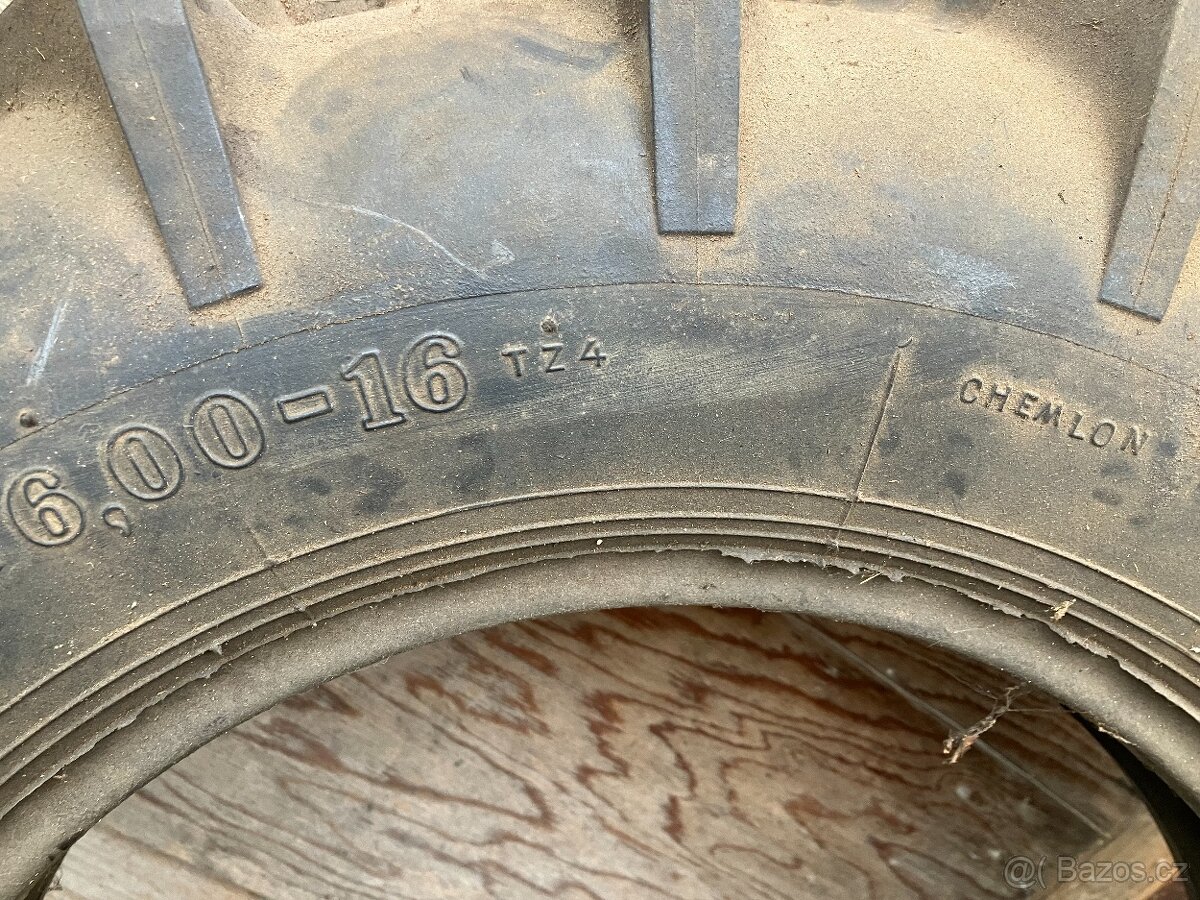 6,00-16 TZ4
CHEMLON
@( Bazos.cz